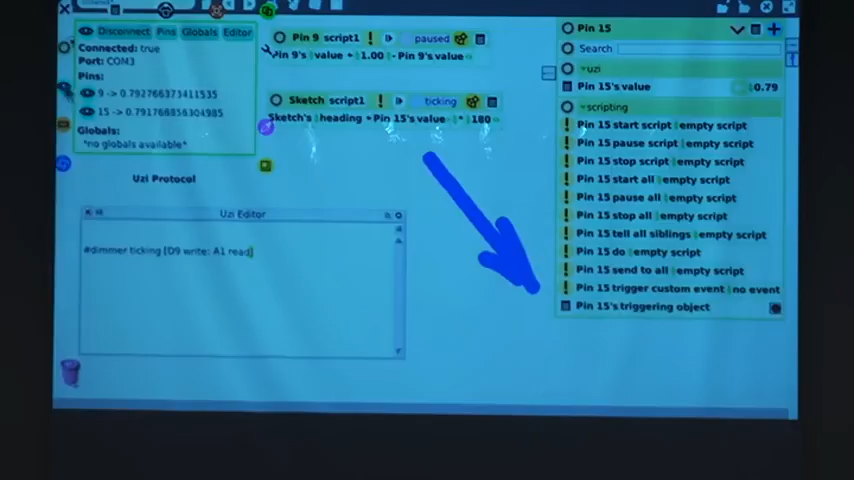 Disconnect Pins Globals Editor
Connected: true
Port: COM3
Pins:
9 -> 0.792766373411535
15 -> 0.791766856304985
Globals:
*no globals available*
Uzi Protocol
Pin 9 script1 ! paused
Pin 9's value 1.00 - Pin 9's value
Sketch script1 ! ticking
Sketch's heading Pin 15's value * 180
Uzi Editor
#dimmer ticking [D9 write: A1 read]
Pin 15
Search
uzi
Pin 15's value 0.79
scripting
Pin 15 start script empty script
Pin 15 pause script empty script
Pin 15 stop script empty script
Pin 15 start all empty script
Pin 15 pause all empty script
Pin 15 stop all empty script
Pin 15 tell all siblings empty script
Pin 15 do empty script
Pin 15 send to all empty script
Pin 15 trigger custom event no event
Pin 15's triggering object